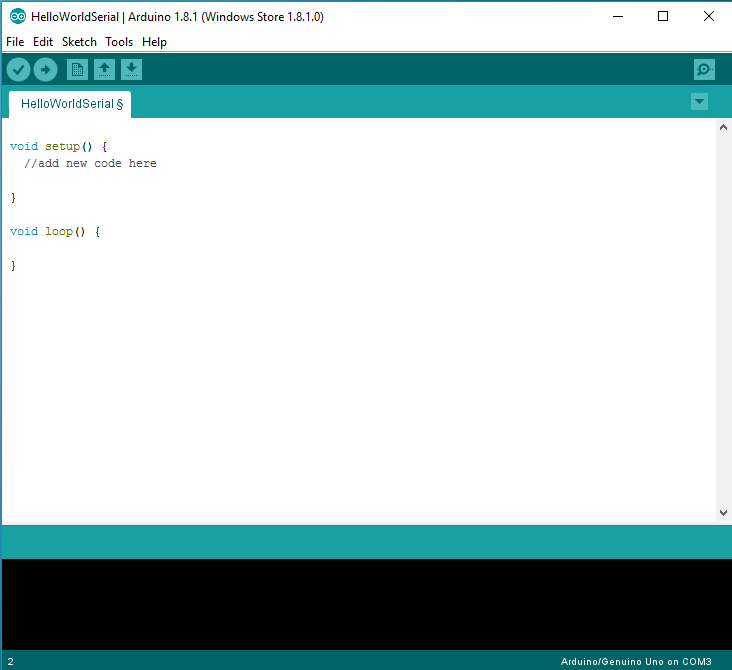 HelloWorldSerial | Arduino 1.8.1 (Windows Store 1.8.1.0)
File Edit Sketch Tools Help
HelloWorldSerial §
void setup() {
  //add new code here
}
void loop() {
}
2
Arduino/Genuino Uno on COM3